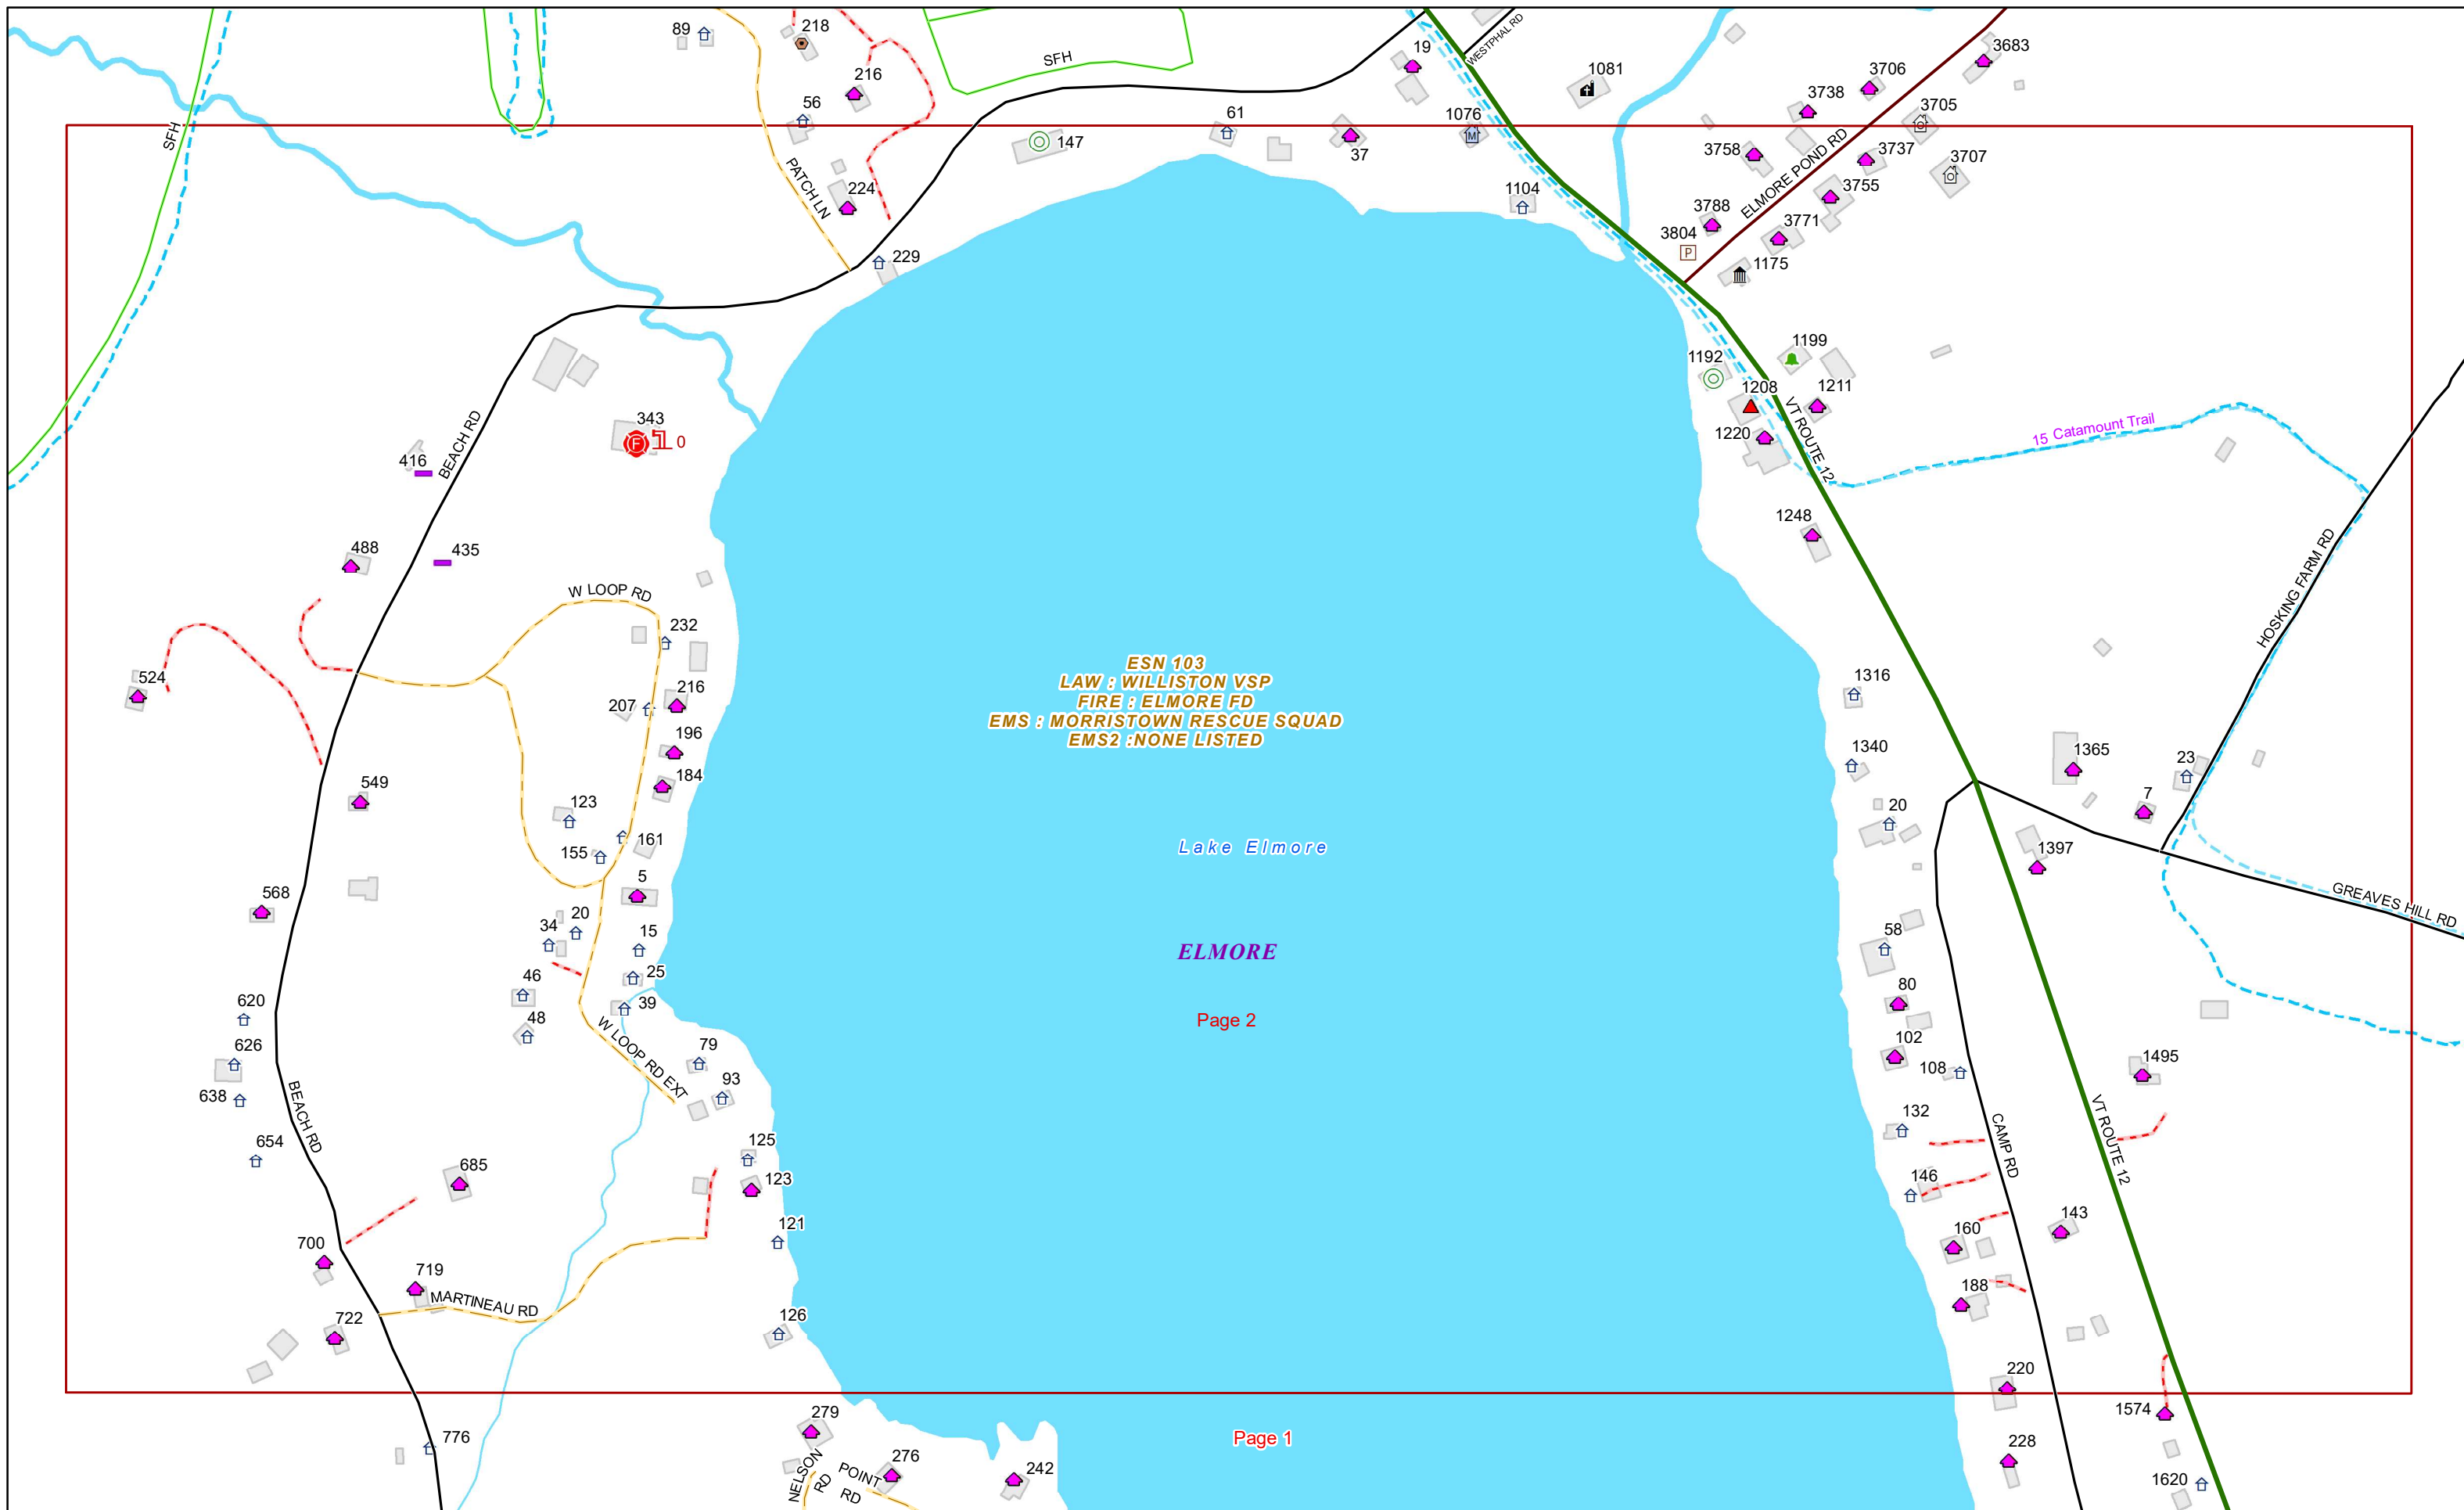 89
218
SFH
19
WESTPHAL RD
1081
3683
216
56
61
1076
M
3738
3706
3705
SFH
147
37
3758
3737
3707
PATCH LN
224
1104
3755
ELMORE POND RD
3788
3771
3804
P
1175
229
1199
1192
1208
1211
343
F
1
0
1220
VT ROUTE 12
15 Catamount Trail
416
BEACH RD
1248
488
435
HOSKING FARM RD
W LOOP RD
232
ESN 103
LAW : WILLISTON VSP
FIRE : ELMORE FD
EMS : MORRISTOWN RESCUE SQUAD
EMS2 :NONE LISTED
524
207
216
1316
196
1340
1365
23
184
549
123
7
20
161
155
Lake Elmore
1397
5
568
GREAVES HILL RD
34
20
15
58
ELMORE
46
25
80
620
39
48
Page 2
W LOOP RD EXT
626
79
102
108
1495
93
638
BEACH RD
132
CAMP RD
VT ROUTE 12
654
125
685
123
146
121
143
700
160
719
MARTINEAU RD
188
722
126
220
279
1574
776
Page 1
228
NELSON
RD
POINT
RD
276
242
1620